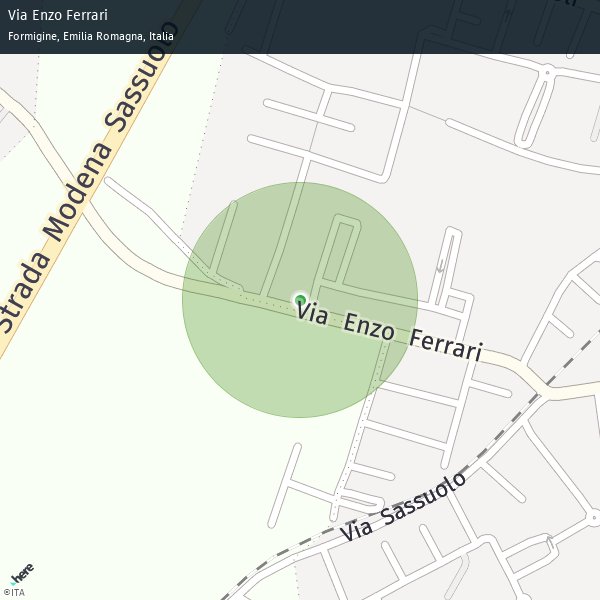 Via Enzo Ferrari
Formigine, Emilia Romagna, Italia
Strada Modena Sassuolo
Via Enzo Ferrari
Via Sassuolo
here
©ITA